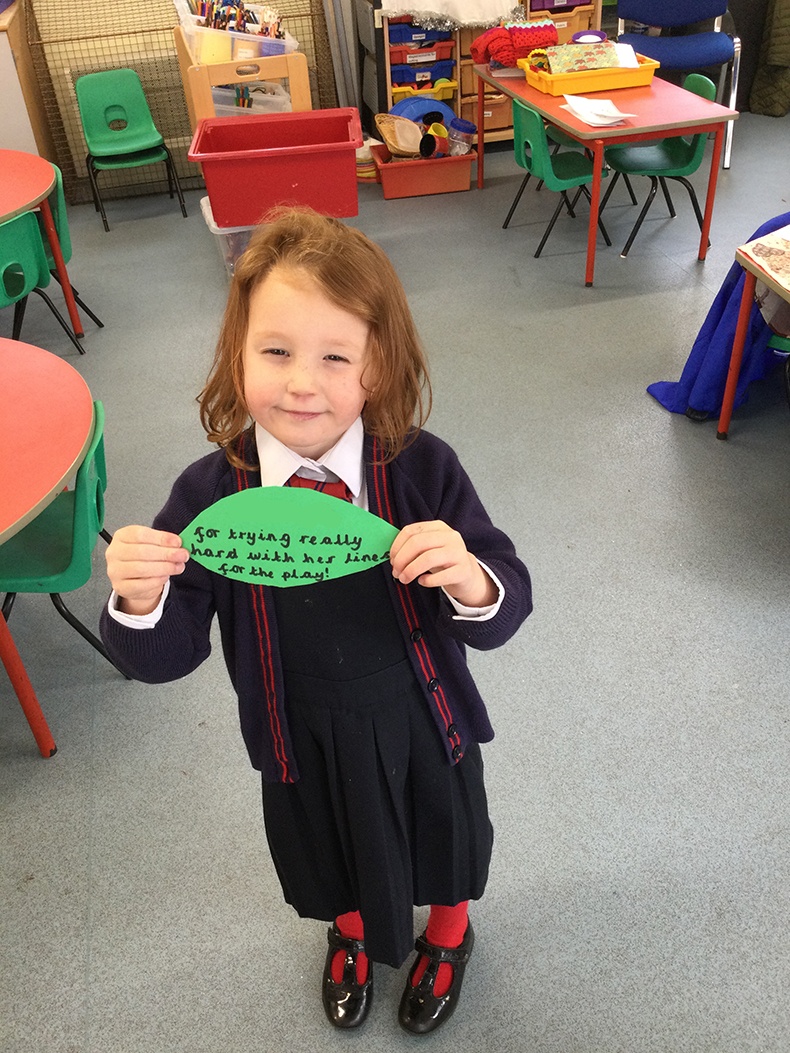 for trying really
hard with her lines
for the play!